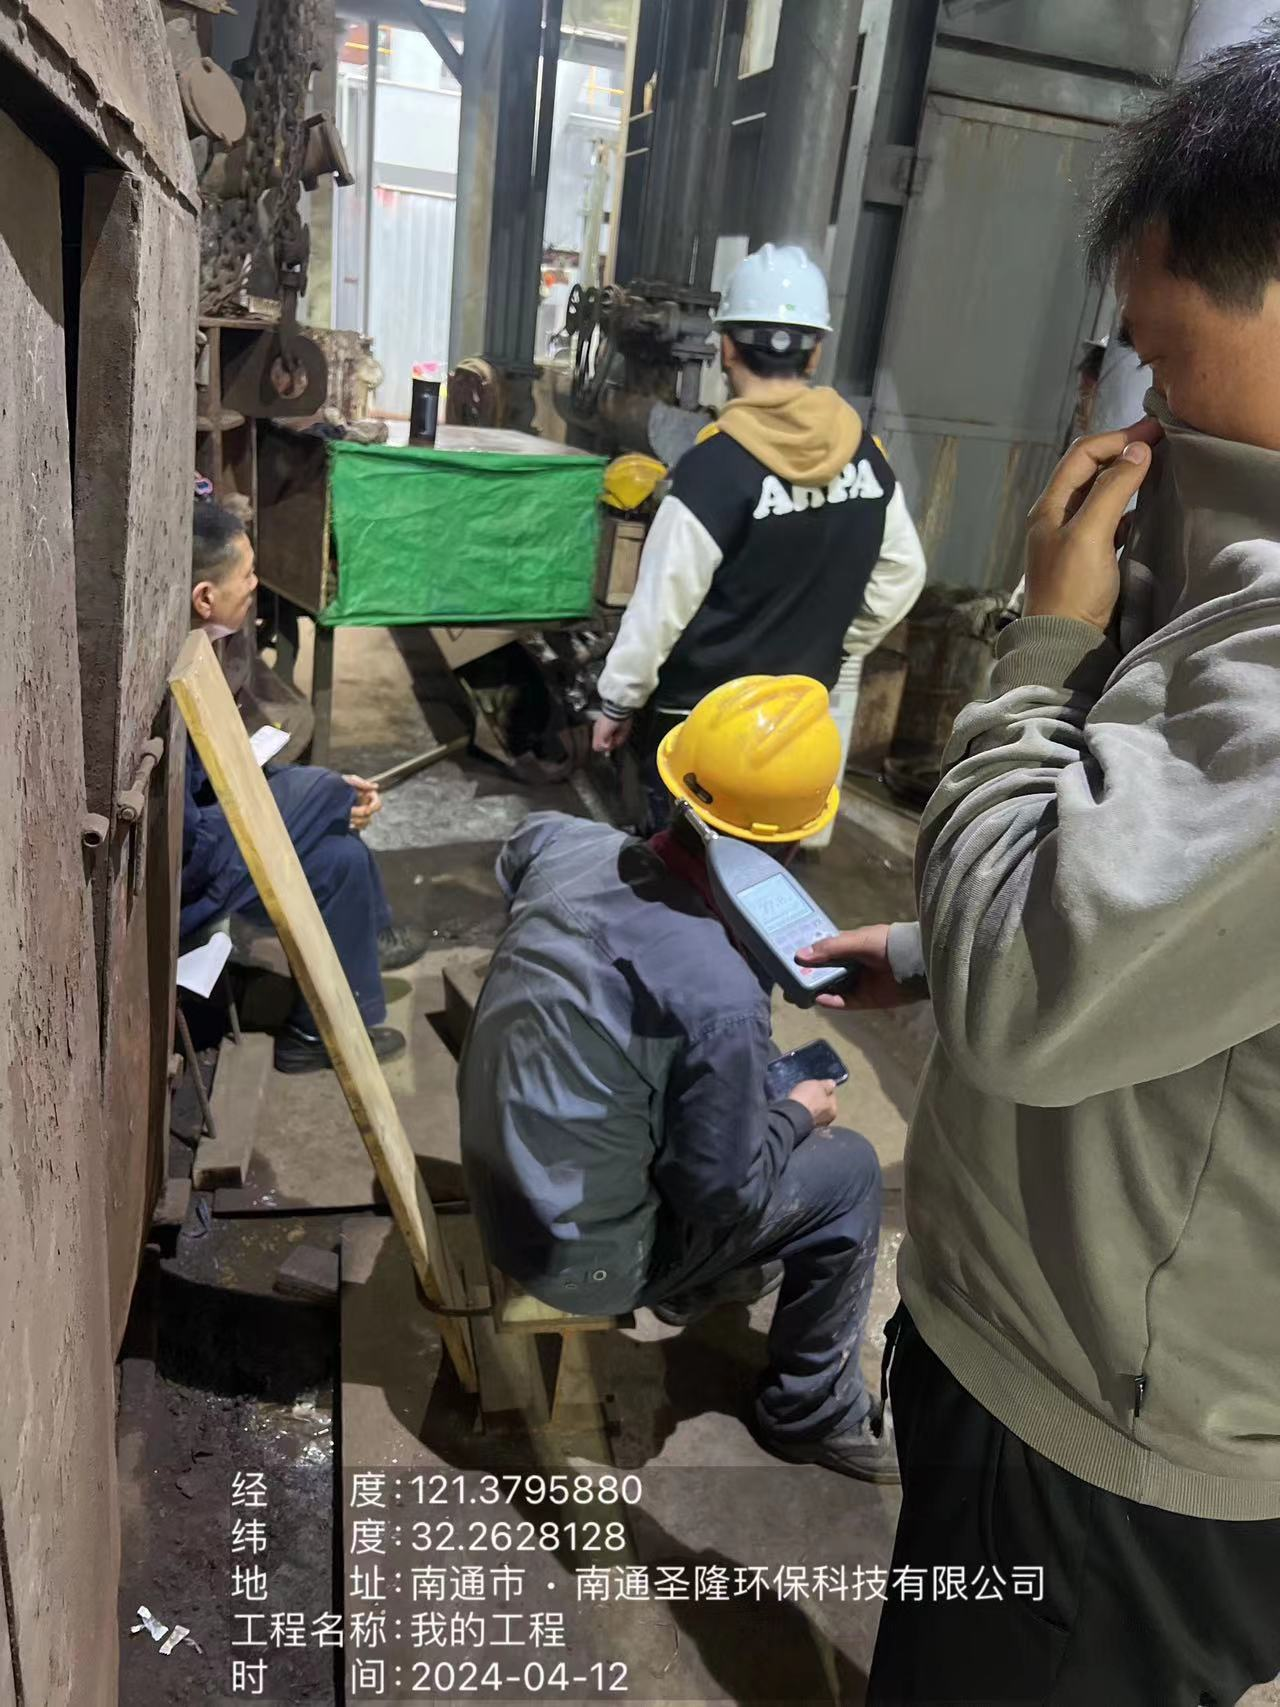 经 度:121.3795880
纬 度:32.2628128
地 址:南通市·南通圣隆环保科技有限公司
工程名称:我的工程
时 间:2024-04-12